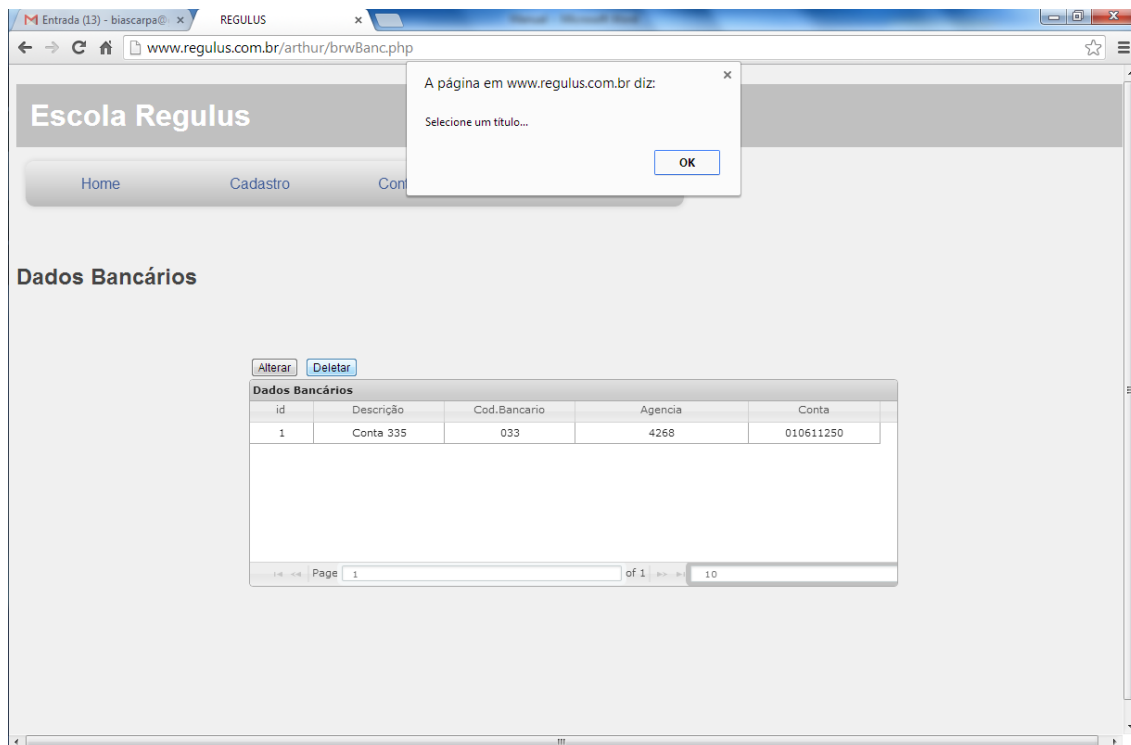 Entrada (13) - biascarpa@
REGULUS
www.regulus.com.br/arthur/brwBanc.php
A página em www.regulus.com.br diz:
Selecione um título...
OK
Escola Regulus
Home Cadastro Con
Dados Bancários
Alterar Deletar
Dados Bancários
id Descrição Cod.Bancario Agencia Conta
1 Conta 335 033 4268 010611250
Page 1 of 1 10